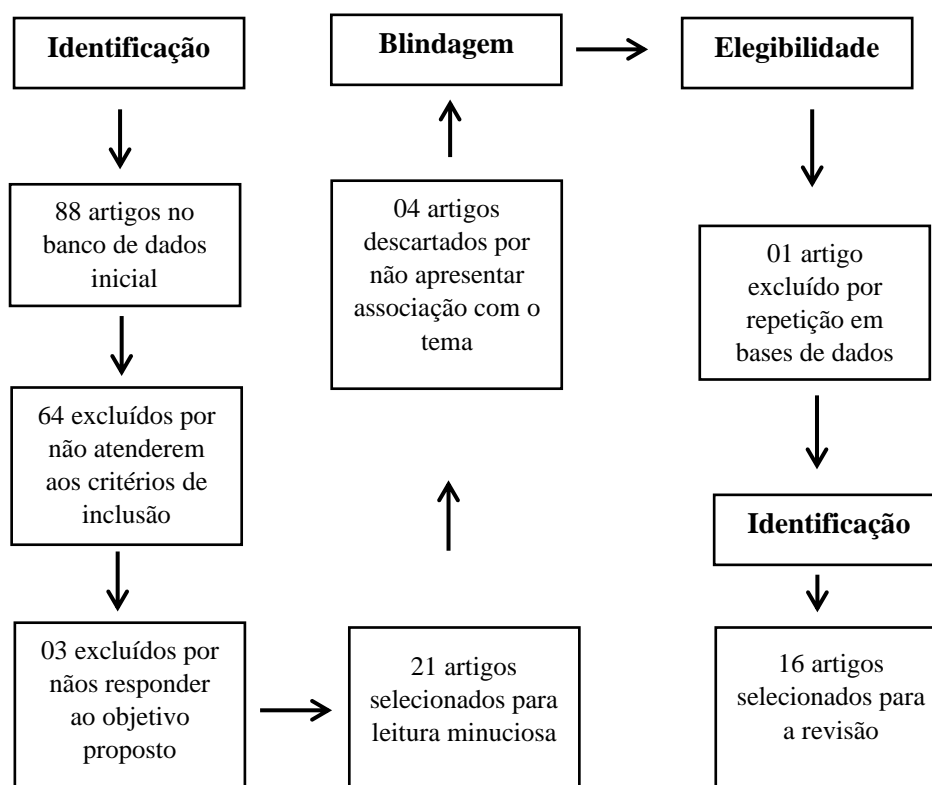 Identificação
88 artigos no
banco de dados
inicial
64 excluídos por
não atenderem
aos critérios de
inclusão
03 excluídos por
nãos responder
ao objetivo
proposto
21 artigos
selecionados para
leitura minuciosa
04 artigos
descartados por
não apresentar
associação com o
tema
Blindagem
Elegibilidade
01 artigo
excluído por
repetição em
bases de dados
Identificação
16 artigos
selecionados para
a revisão